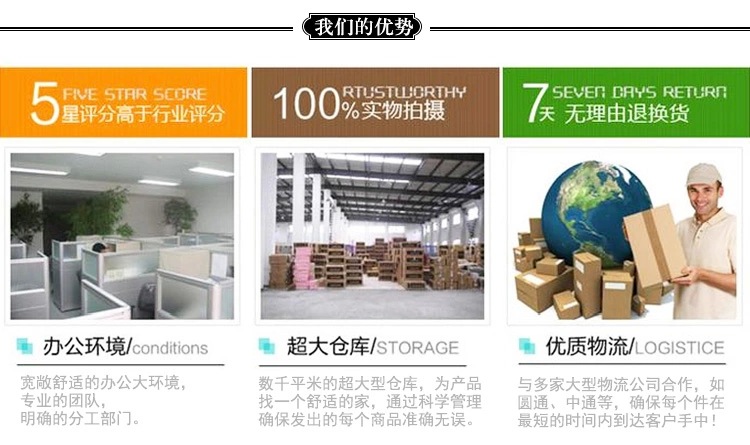 我们的优势
5 FIVE STAR SCORE
星评分高于行业评分
100 RTUSTWORTHY
%实物拍摄
7 SEVEN DAYS RETURN
天 无理由退换货
办公环境/conditions
宽敞舒适的办公大环境，
专业的团队，
明确的分工部门。
超大仓库/STORAGE
数千平米的超大型仓库，为产品
找一个舒适的家，通过科学管理
确保发出的每个商品准确无误。
优质物流/LOGISTICE
与多家大型物流公司合作，如
圆通、中通等，确保每个件在
最短的时间内到达客户手中！